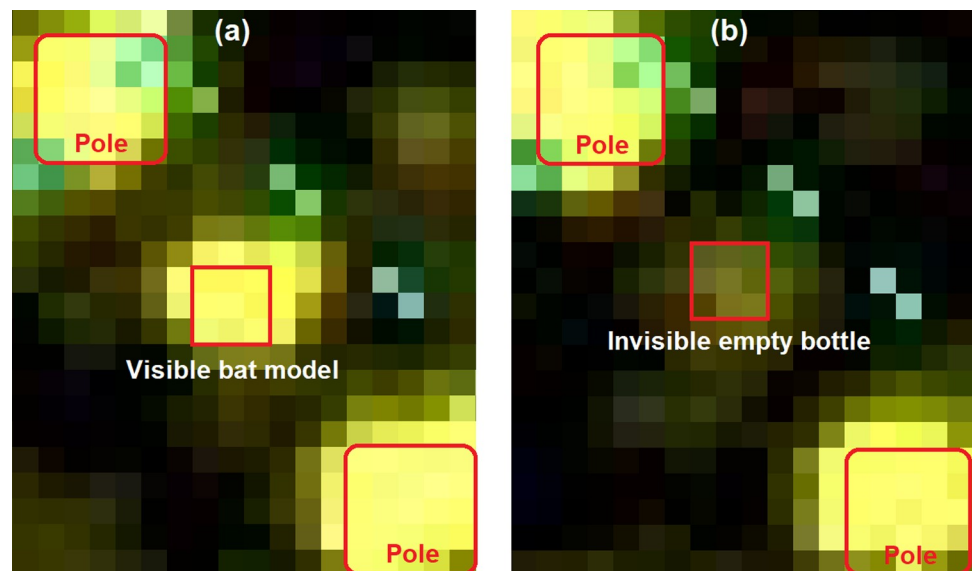 (a)
Pole
Visible bat model
Pole
(b)
Pole
Invisible empty bottle
Pole